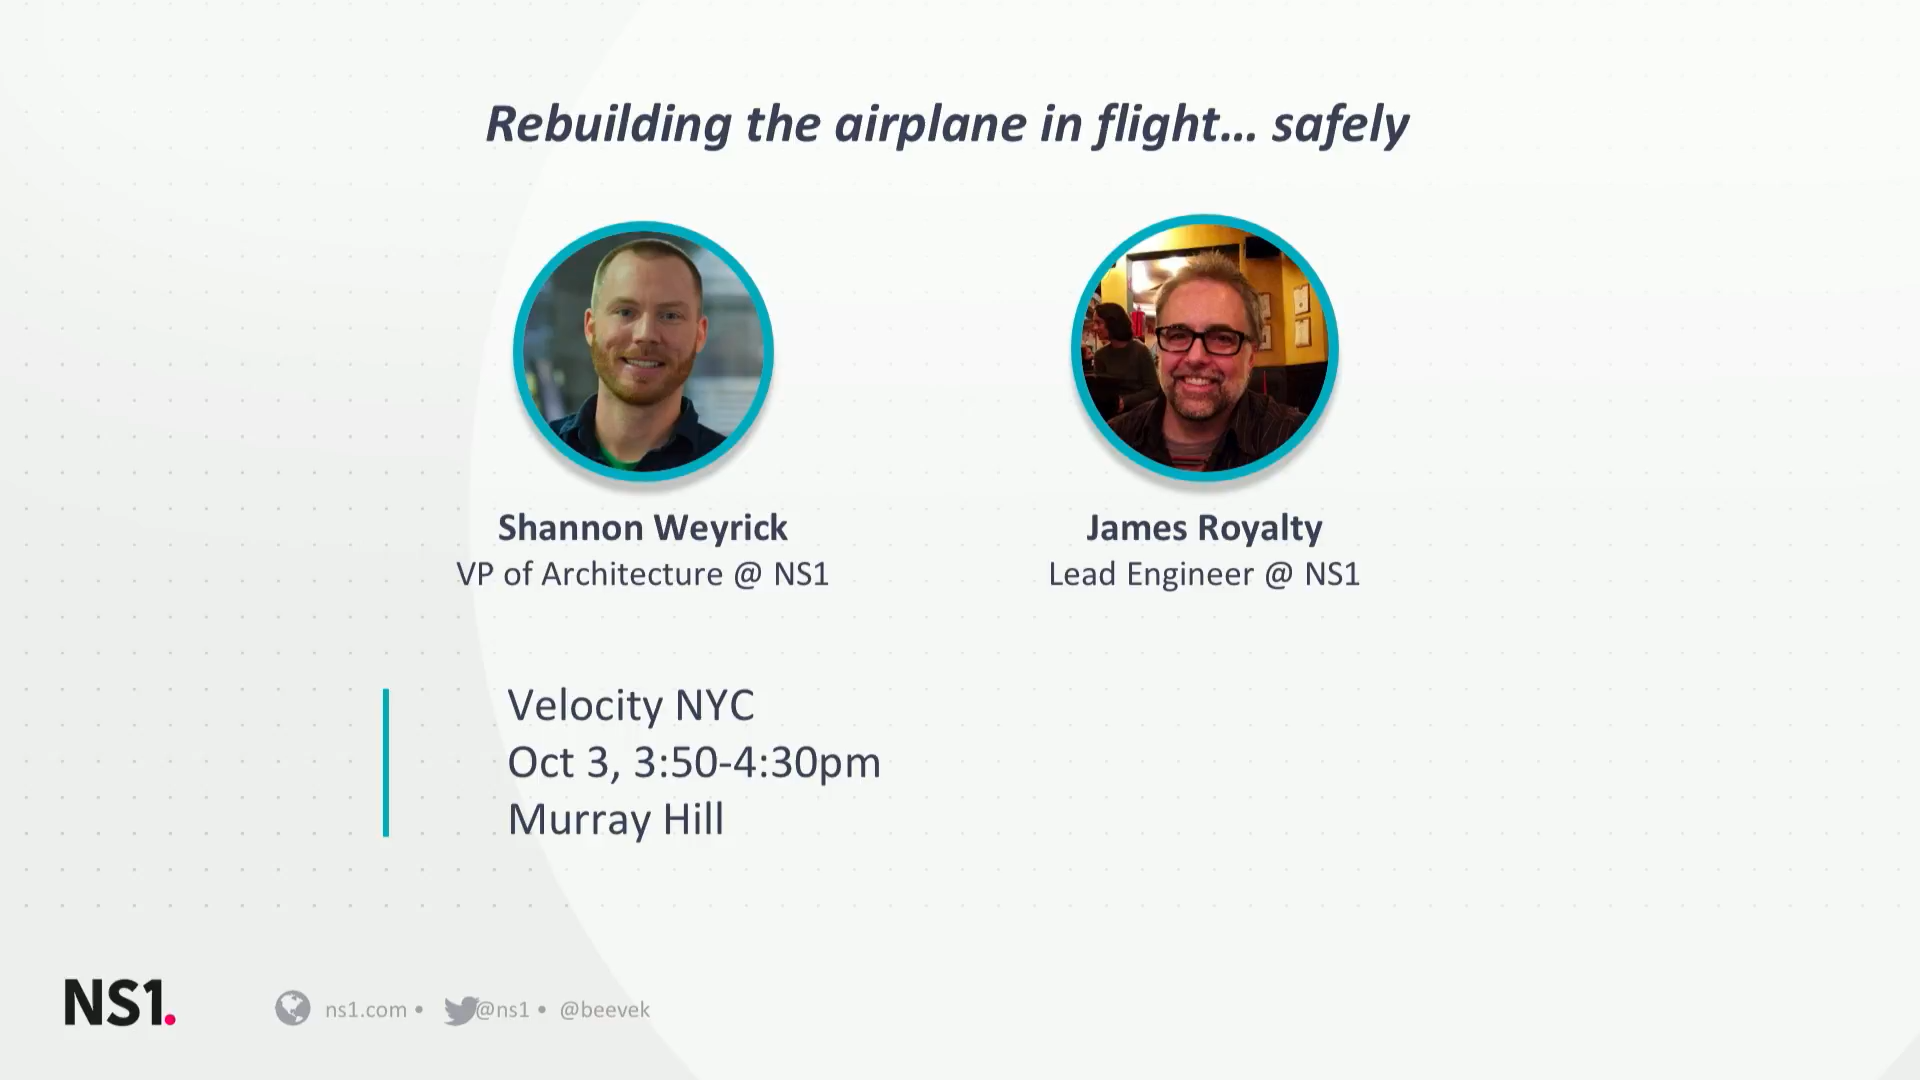 Rebuilding the airplane in flight... safely
Shannon Weyrick
VP of Architecture @ NS1
James Royalty
Lead Engineer @ NS1
Velocity NYC
Oct 3, 3:50-4:30pm
Murray Hill
NS1.
ns1.com • @ns1 • @beevek